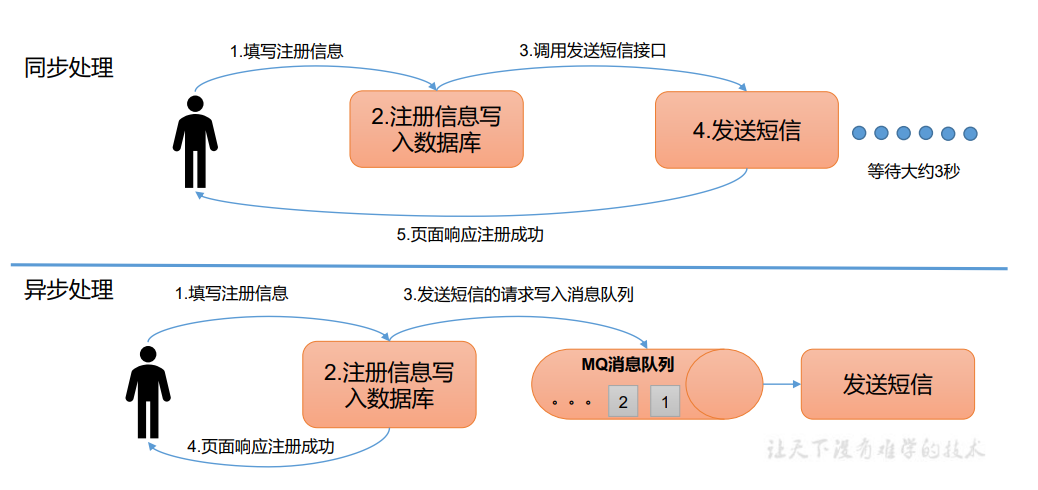 同步处理
1.填写注册信息
3.调用发送短信接口
2.注册信息写
入数据库
4.发送短信
等待大约3秒
5.页面响应注册成功
异步处理
1.填写注册信息
3.发送短信的请求写入消息队列
2.注册信息写
入数据库
MQ消息队列
。。。 2 1
发送短信
4.页面响应注册成功
让天下没有难学的技术